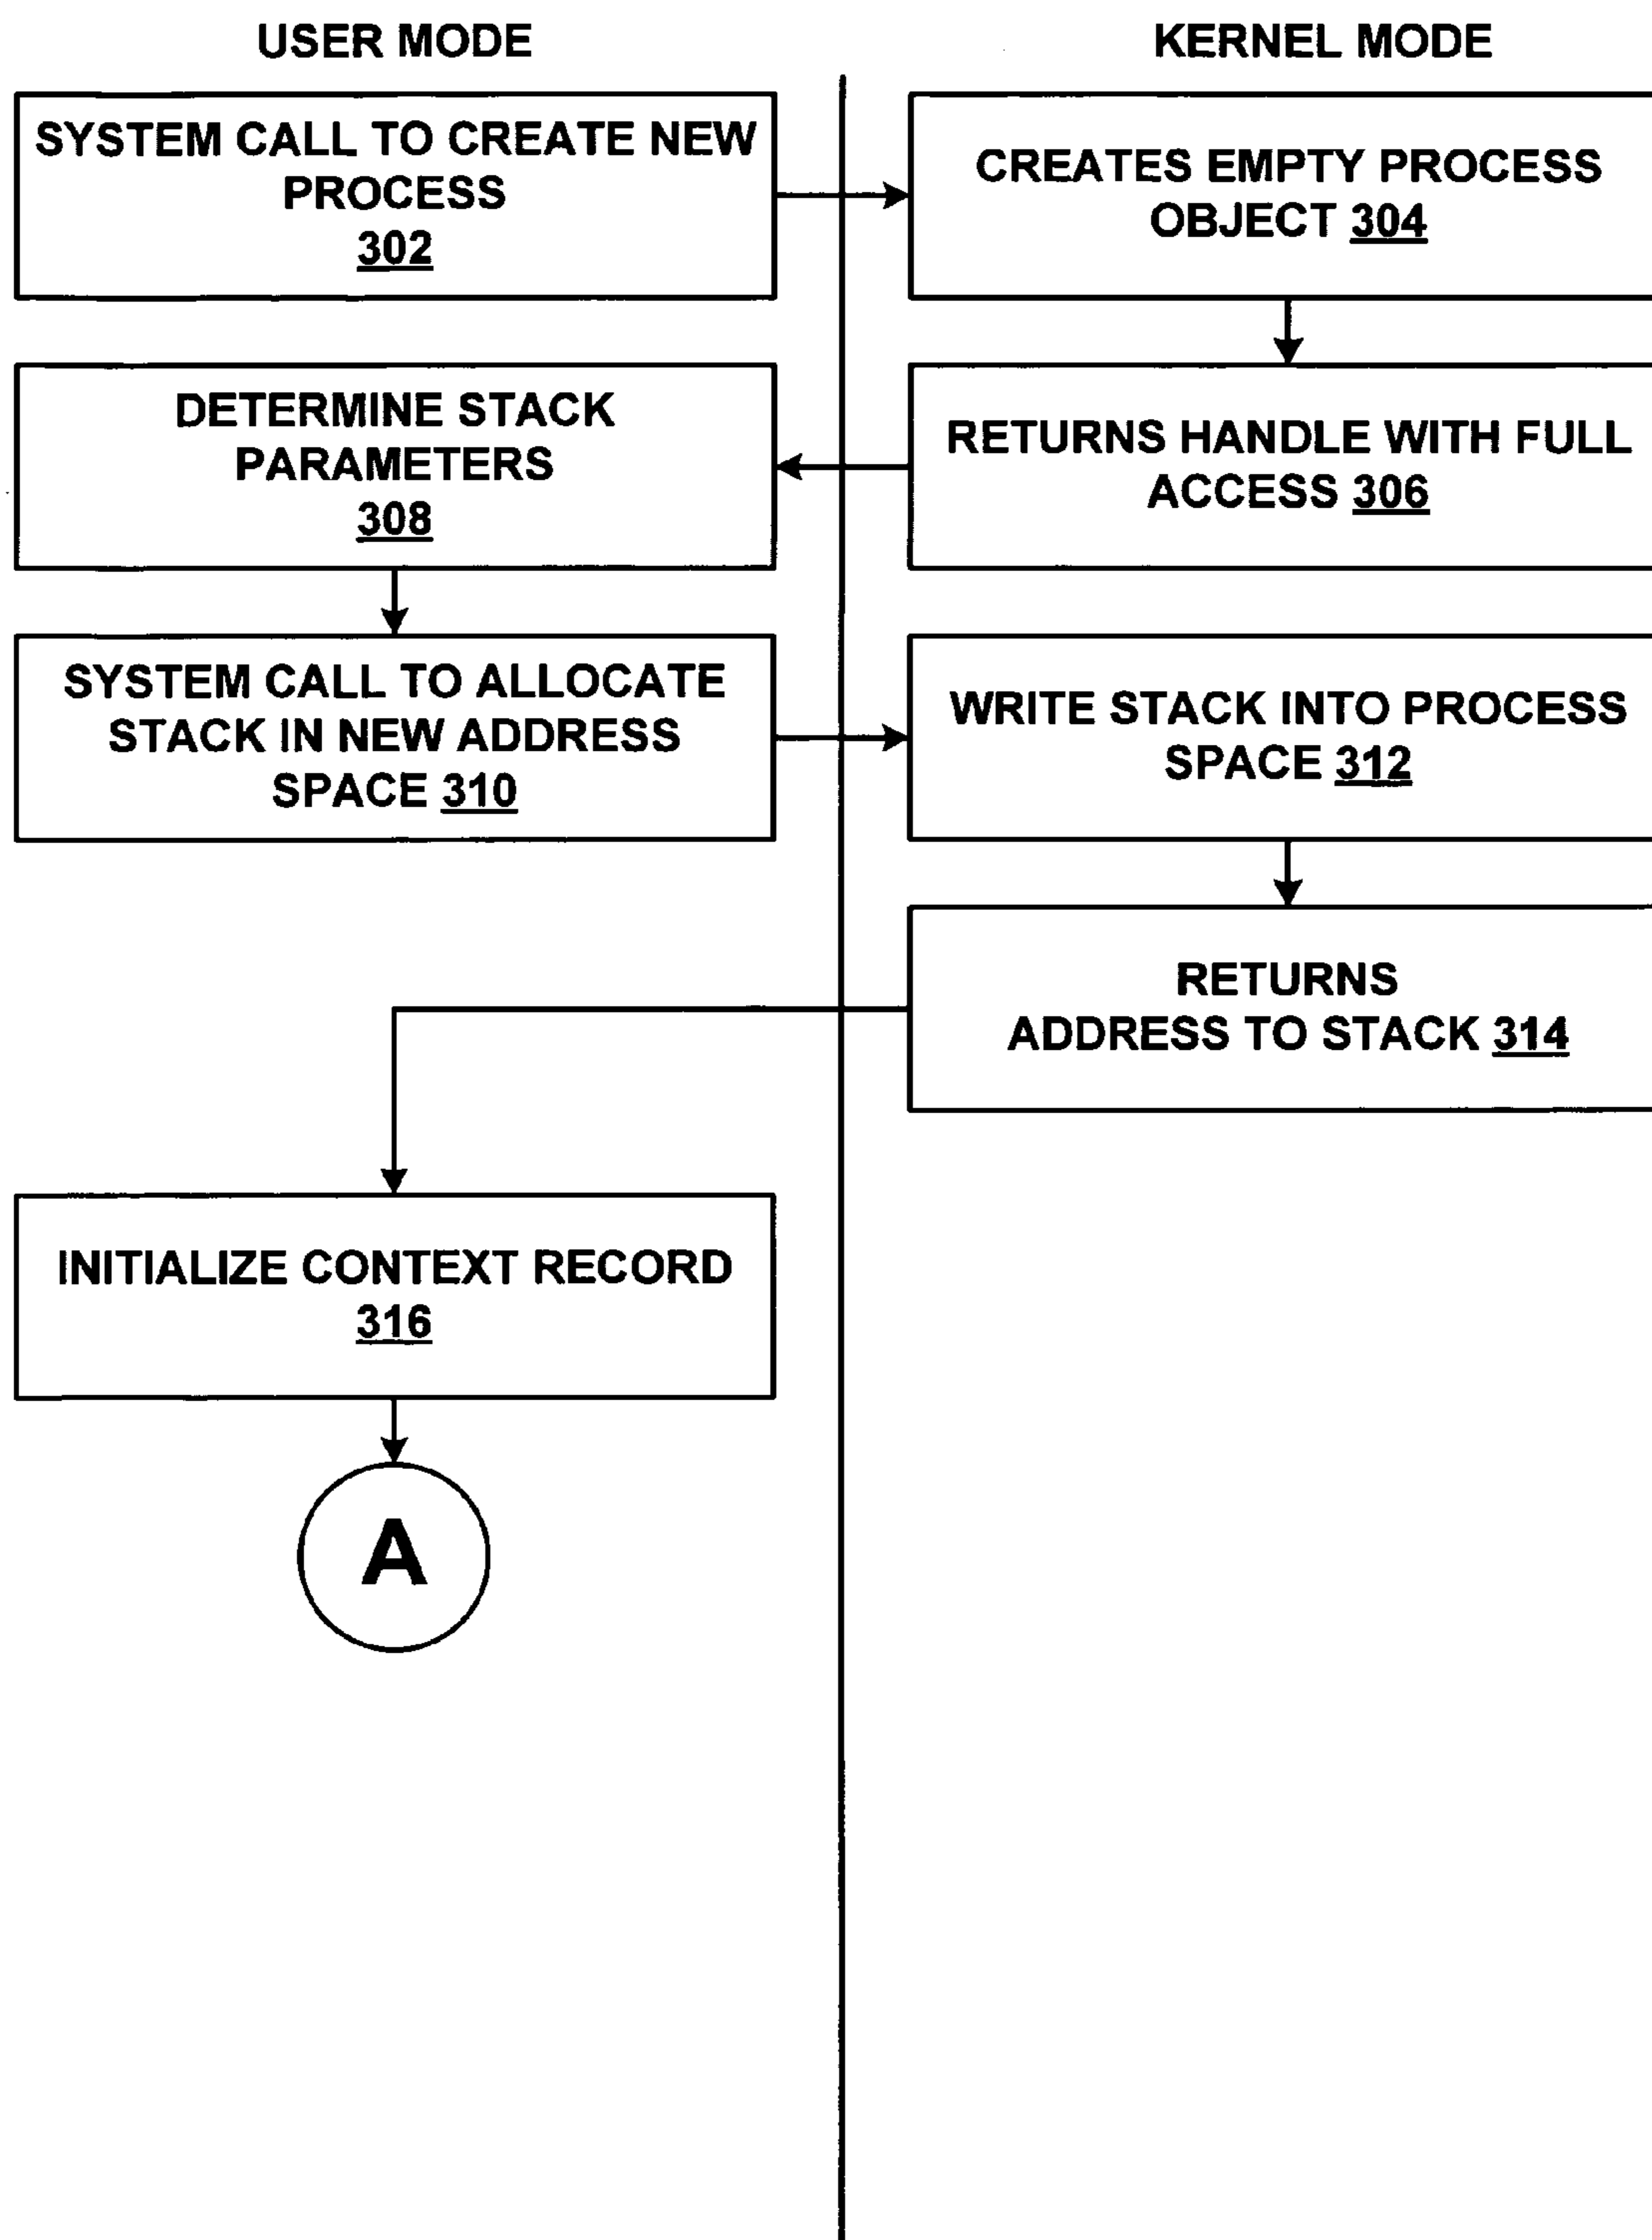 USER MODE
KERNEL MODE
SYSTEM CALL TO CREATE NEW
PROCESS
302
CREATES EMPTY PROCESS
OBJECT 304
DETERMINE STACK
PARAMETERS
308
RETURNS HANDLE WITH FULL
ACCESS 306
SYSTEM CALL TO ALLOCATE
STACK IN NEW ADDRESS
SPACE 310
WRITE STACK INTO PROCESS
SPACE 312
RETURNS
ADDRESS TO STACK 314
INITIALIZE CONTEXT RECORD
316
A